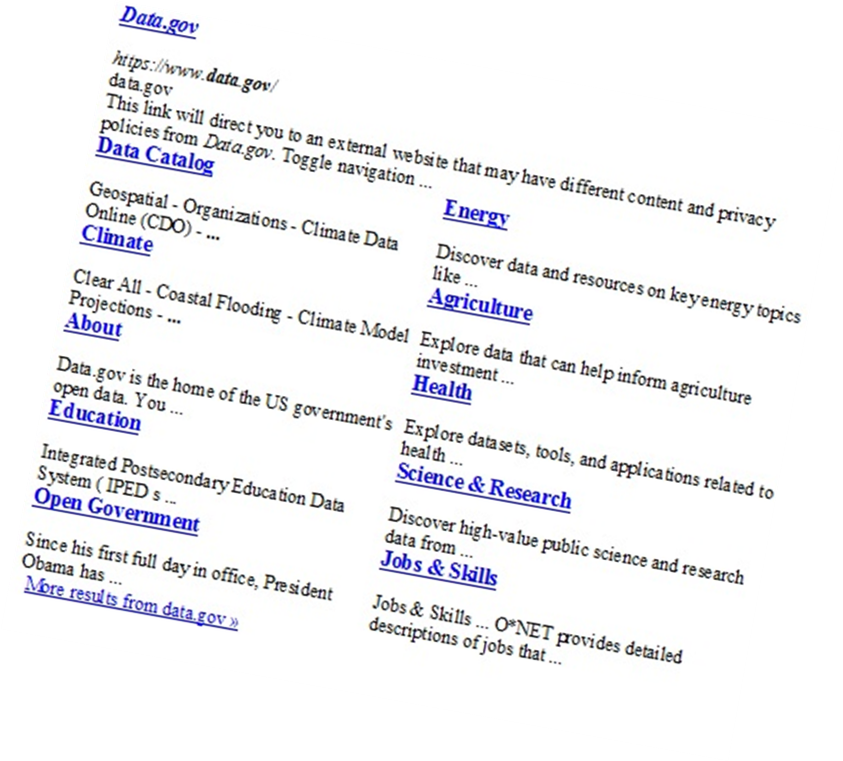 Data.gov
https://www.data.gov/
data.gov
This link will direct you to an external website that may have different content and privacy
policies from Data.gov. Toggle navigation ...
Data Catalog
Geospatial - Organizations - Climate Data
Online (CDO) - ...
Climate
Clear All - Coastal Flooding - Climate Model
Projections - ...
About
Data.gov is the home of the US government's
open data. You ...
Education
Integrated Postsecondary Education Data
System ( IPED s ...
Open Government
Since his first full day in office, President
Obama has ...
More results from data.gov »
Energy
Discover data and resources on key energy topics
like ...
Agriculture
Explore data that can help inform agriculture
investment ...
Health
Explore datasets, tools, and applications related to
health ...
Science & Research
Discover high-value public science and research
data from ...
Jobs & Skills
Jobs & Skills ... O*NET provides detailed
descriptions of jobs that ...